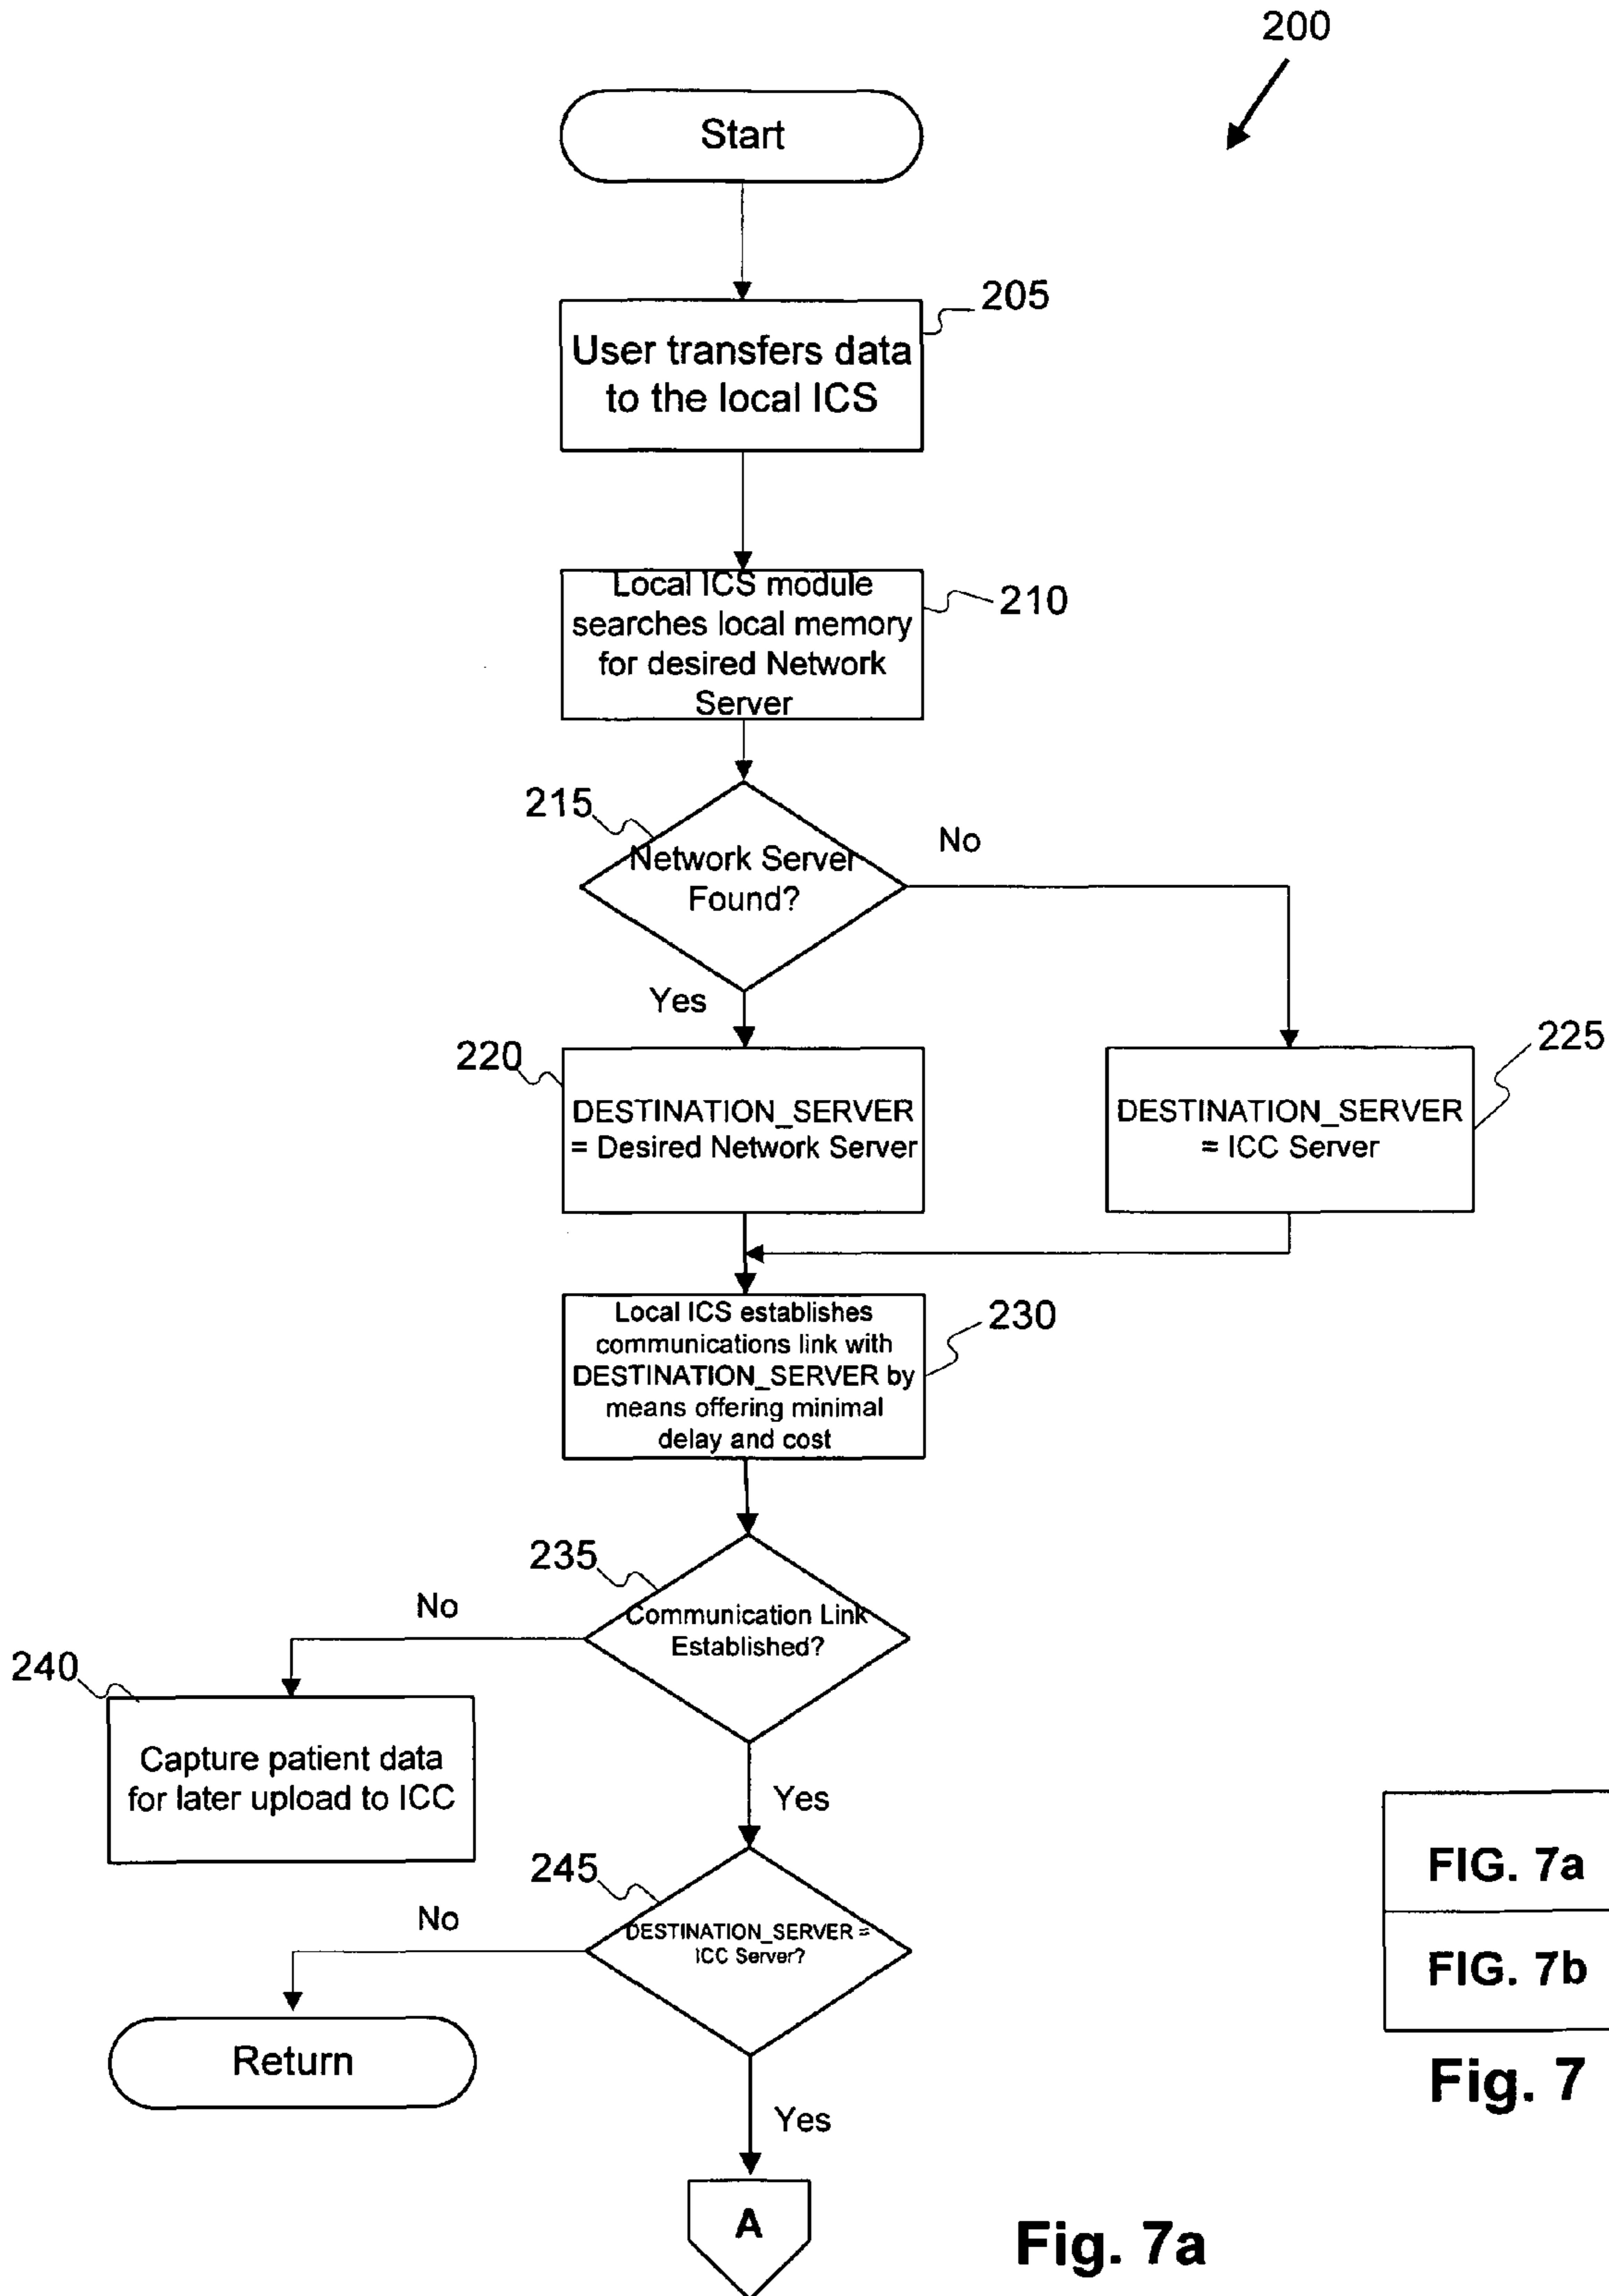 200
Start
205
User transfers data
to the local ICS
Local ICS module
searches local memory
for desired Network
Server
210
215
Network Server
Found?
No
Yes
220
DESTINATION_SERVER
= Desired Network Server
225
DESTINATION_SERVER
= ICC Server
Local ICS establishes
communications link with
DESTINATION_SERVER by
means offering minimal
delay and cost
230
235
Communication Link
Established?
No
240
Capture patient data
for later upload to ICC
Yes
245
DESTINATION_SERVER =
ICC Server?
No
Return
Yes
A
FIG. 7a
FIG. 7b
Fig. 7
Fig. 7a